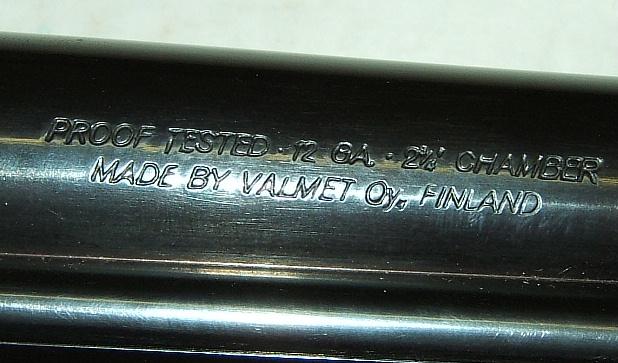 PROOF TESTED · 12 GA. · 2¾" CHAMBER
MADE BY VALMET Oy, FINLAND